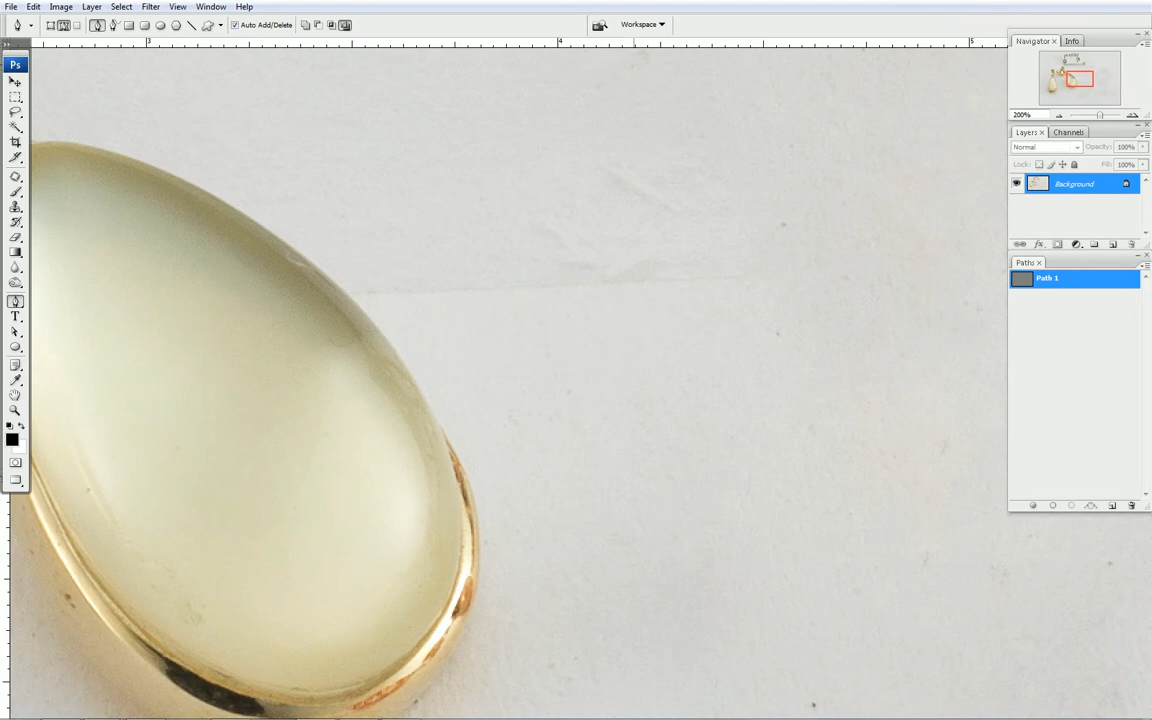 File Edit Image Layer Select Filter View Window Help
Auto Add/Delete
Workspace
3 4 5
Ps
T
Navigator × Info
200%
Layers × Channels
Normal Opacity: 100%
Lock: Fill: 100%
Background
fx
Paths ×
Path 1